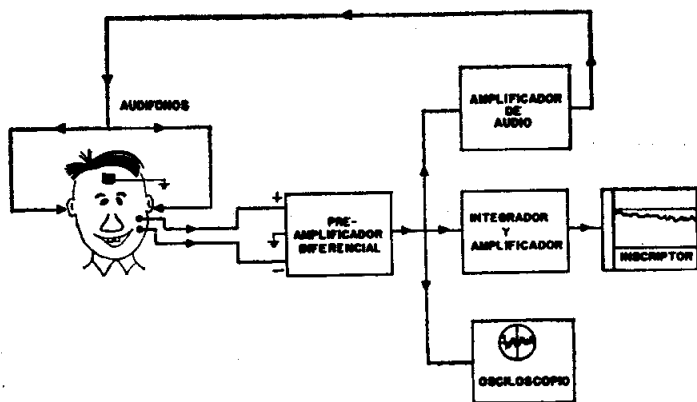 AUDIFONOS
AMPLIFICADOR
DE
AUDIO
+
PRE-
AMPLIFICADOR
DIFERENCIAL
−
INTEGRADOR
Y
AMPLIFICADOR
INSCRIPTOR
OSCILOSCOPIO